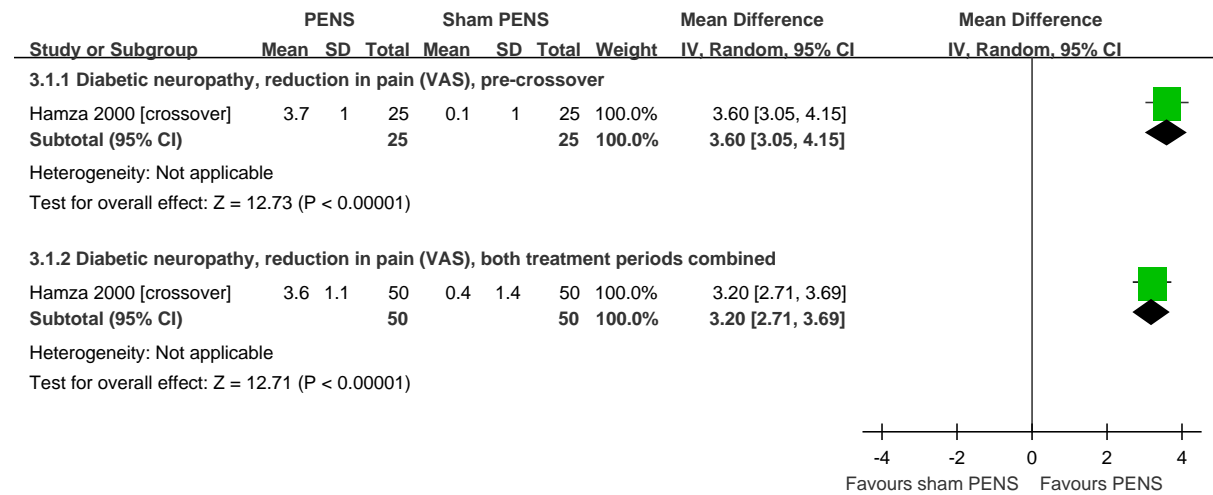 PENS Sham PENS Mean Difference Mean Difference
Study or Subgroup Mean SD Total Mean SD Total Weight IV, Random, 95% CI IV, Random, 95% CI
3.1.1 Diabetic neuropathy, reduction in pain (VAS), pre-crossover
Hamza 2000 [crossover] 3.7 1 25 0.1 1 25 100.0% 3.60 [3.05, 4.15]
Subtotal (95% CI) 25 25 100.0% 3.60 [3.05, 4.15]
Heterogeneity: Not applicable
Test for overall effect: Z = 12.73 (P < 0.00001)
3.1.2 Diabetic neuropathy, reduction in pain (VAS), both treatment periods combined
Hamza 2000 [crossover] 3.6 1.1 50 0.4 1.4 50 100.0% 3.20 [2.71, 3.69]
Subtotal (95% CI) 50 50 100.0% 3.20 [2.71, 3.69]
Heterogeneity: Not applicable
Test for overall effect: Z = 12.71 (P < 0.00001)
-4 -2 0 2 4
Favours sham PENS Favours PENS